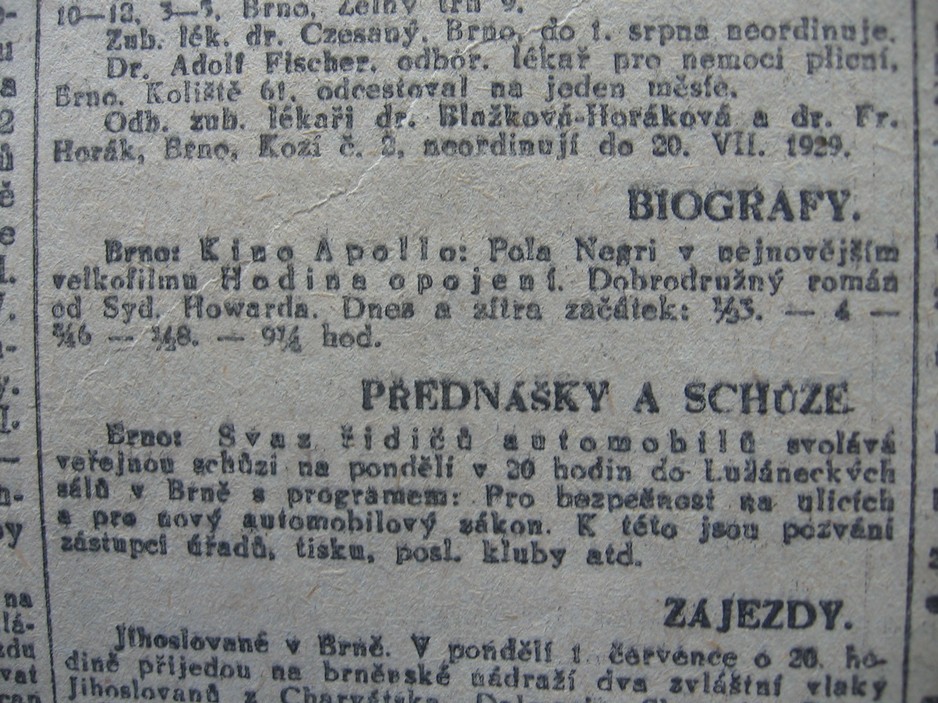 10—12, 3—5, Brno, Zelný trh 9.
Zub. lék. dr. Czesaný, Brno, do 1. srpna neordinuje.
Dr. Adolf Fischer, odbor. lékař pro nemoci plicní,
Brno, Koliště 61, odcestoval na jeden měsíc.
Odb. zub. lékaři dr. Blažková-Horáková a dr. Fr.
Horák, Brno, Kozí č. 2, neordinují do 20. VII. 1929.
BIOGRAFY.
Brno: Kino Apollo: Pola Negri v nejnovějším
velkofilmu Hodina opojení. Dobrodružný román
od Syd. Howarda. Dnes a zítra začátek: ½3. — 4 —
¾6 — ½8. — 9¼ hod.
PŘEDNÁŠKY A SCHŮZE
Brno: Svaz řidičů automobilů svolává
veřejnou schůzi na pondělí v 20 hodin do Lužáneckých
sálů v Brně s programem: Pro bezpečnost na ulicích
a pro nový automobilový zákon. K této jsou pozváni
zástupci úřadů, tisku, posl. kluby atd.
ZÁJEZDY.
Jihoslované v Brně. V pondělí 1. července o 20. ho-
dině přijedou na brněnské nádraží dva zvláštní vlaky
Jihoslovanů z Charvátska,